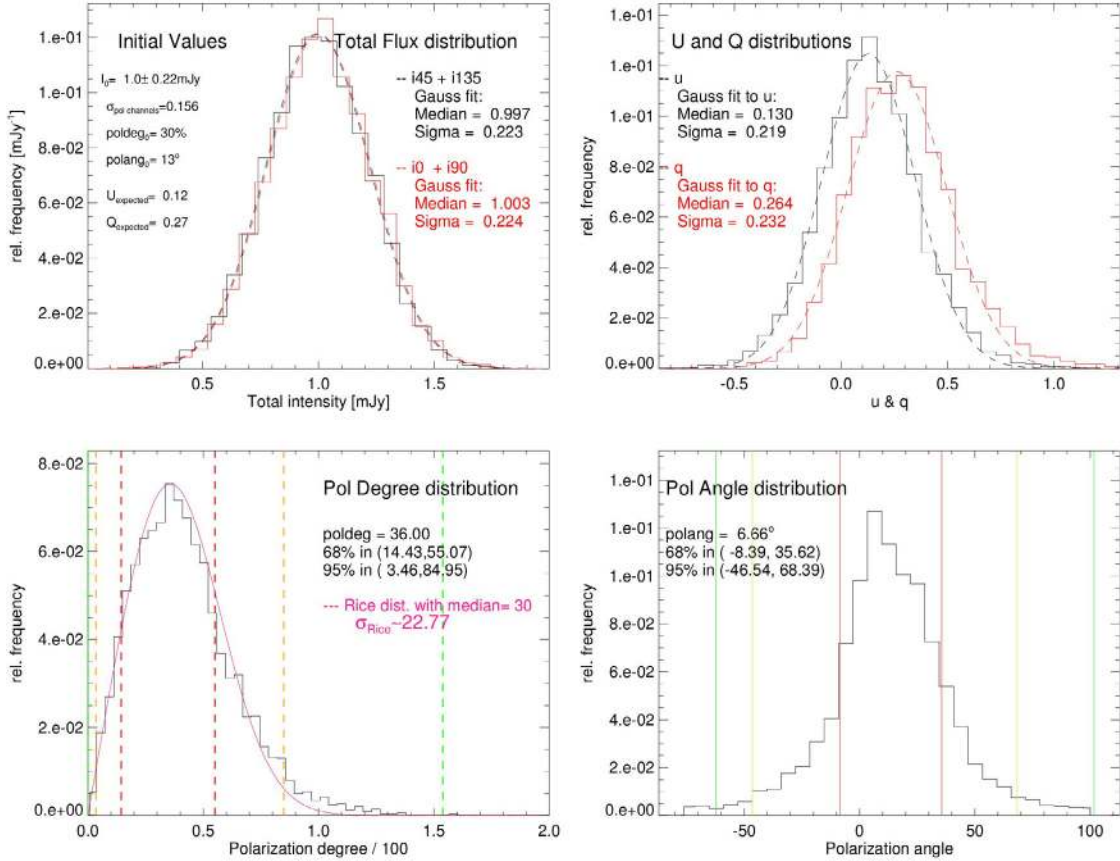 Initial Values
I₀= 1.0± 0.22mJy
σpol channels=0.156
poldeg₀= 30%
polang₀= 13º
Uexpected= 0.12
Qexpected= 0.27
Total Flux distribution
-- i45 + i135
Gauss fit:
Median = 0.997
Sigma = 0.223
-- i0 + i90
Gauss fit:
Median = 1.003
Sigma = 0.224
rel. frequency [mJy⁻¹]
1.e-01
1.e-01
8.e-02
6.e-02
4.e-02
2.e-02
0.e+00
0.5
1.0
1.5
Total intensity [mJy]
U and Q distributions
-- u
Gauss fit to u:
Median = 0.130
Sigma = 0.219
-- q
Gauss fit to q:
Median = 0.264
Sigma = 0.232
rel. frequency
1.e-01
1.e-01
8.e-02
6.e-02
4.e-02
2.e-02
0.e+00
-0.5
0.0
0.5
1.0
u & q
Pol Degree distribution
poldeg = 36.00
68% in (14.43,55.07)
95% in ( 3.46,84.95)
--- Rice dist. with median= 30
σRice~22.77
rel. frequency
8.e-02
6.e-02
4.e-02
2.e-02
0.e+00
0.0
0.5
1.0
1.5
2.0
Polarization degree / 100
Pol Angle distribution
polang = 6.66º
68% in ( -8.39, 35.62)
95% in (-46.54, 68.39)
rel. frequency
1.e-01
1.e-01
8.e-02
6.e-02
4.e-02
2.e-02
0.e+00
-50
0
50
100
Polarization angle